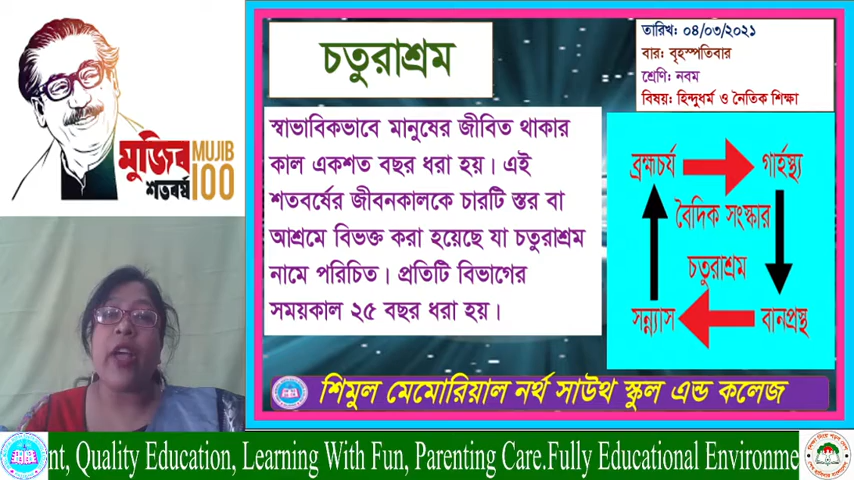 মুজিব
শতবর্ষ
MUJIB
100
চতুরাশ্রম
তারিখ: ০৪/০৩/২০২১
বার: বৃহস্পতিবার
শ্রেণি: নবম
বিষয়: হিন্দুধর্ম ও নৈতিক শিক্ষা
স্বাভাবিকভাবে মানুষের জীবিত থাকার
কাল একশত বছর ধরা হয়। এই
শতবর্ষের জীবনকালকে চারটি স্তর বা
আশ্রমে বিভক্ত করা হয়েছে যা চতুরাশ্রম
নামে পরিচিত। প্রতিটি বিভাগের
সময়কাল ২৫ বছর ধরা হয়।
ব্রহ্মচর্য
গার্হস্থ্য
বৈদিক সংস্কার
চতুরাশ্রম
সন্ন্যাস
বানপ্রস্থ
শিমুল মেমোরিয়াল নর্থ সাউথ স্কুল এন্ড কলেজ
nt, Quality Education, Learning With Fun, Parenting Care.Fully Educational Environme